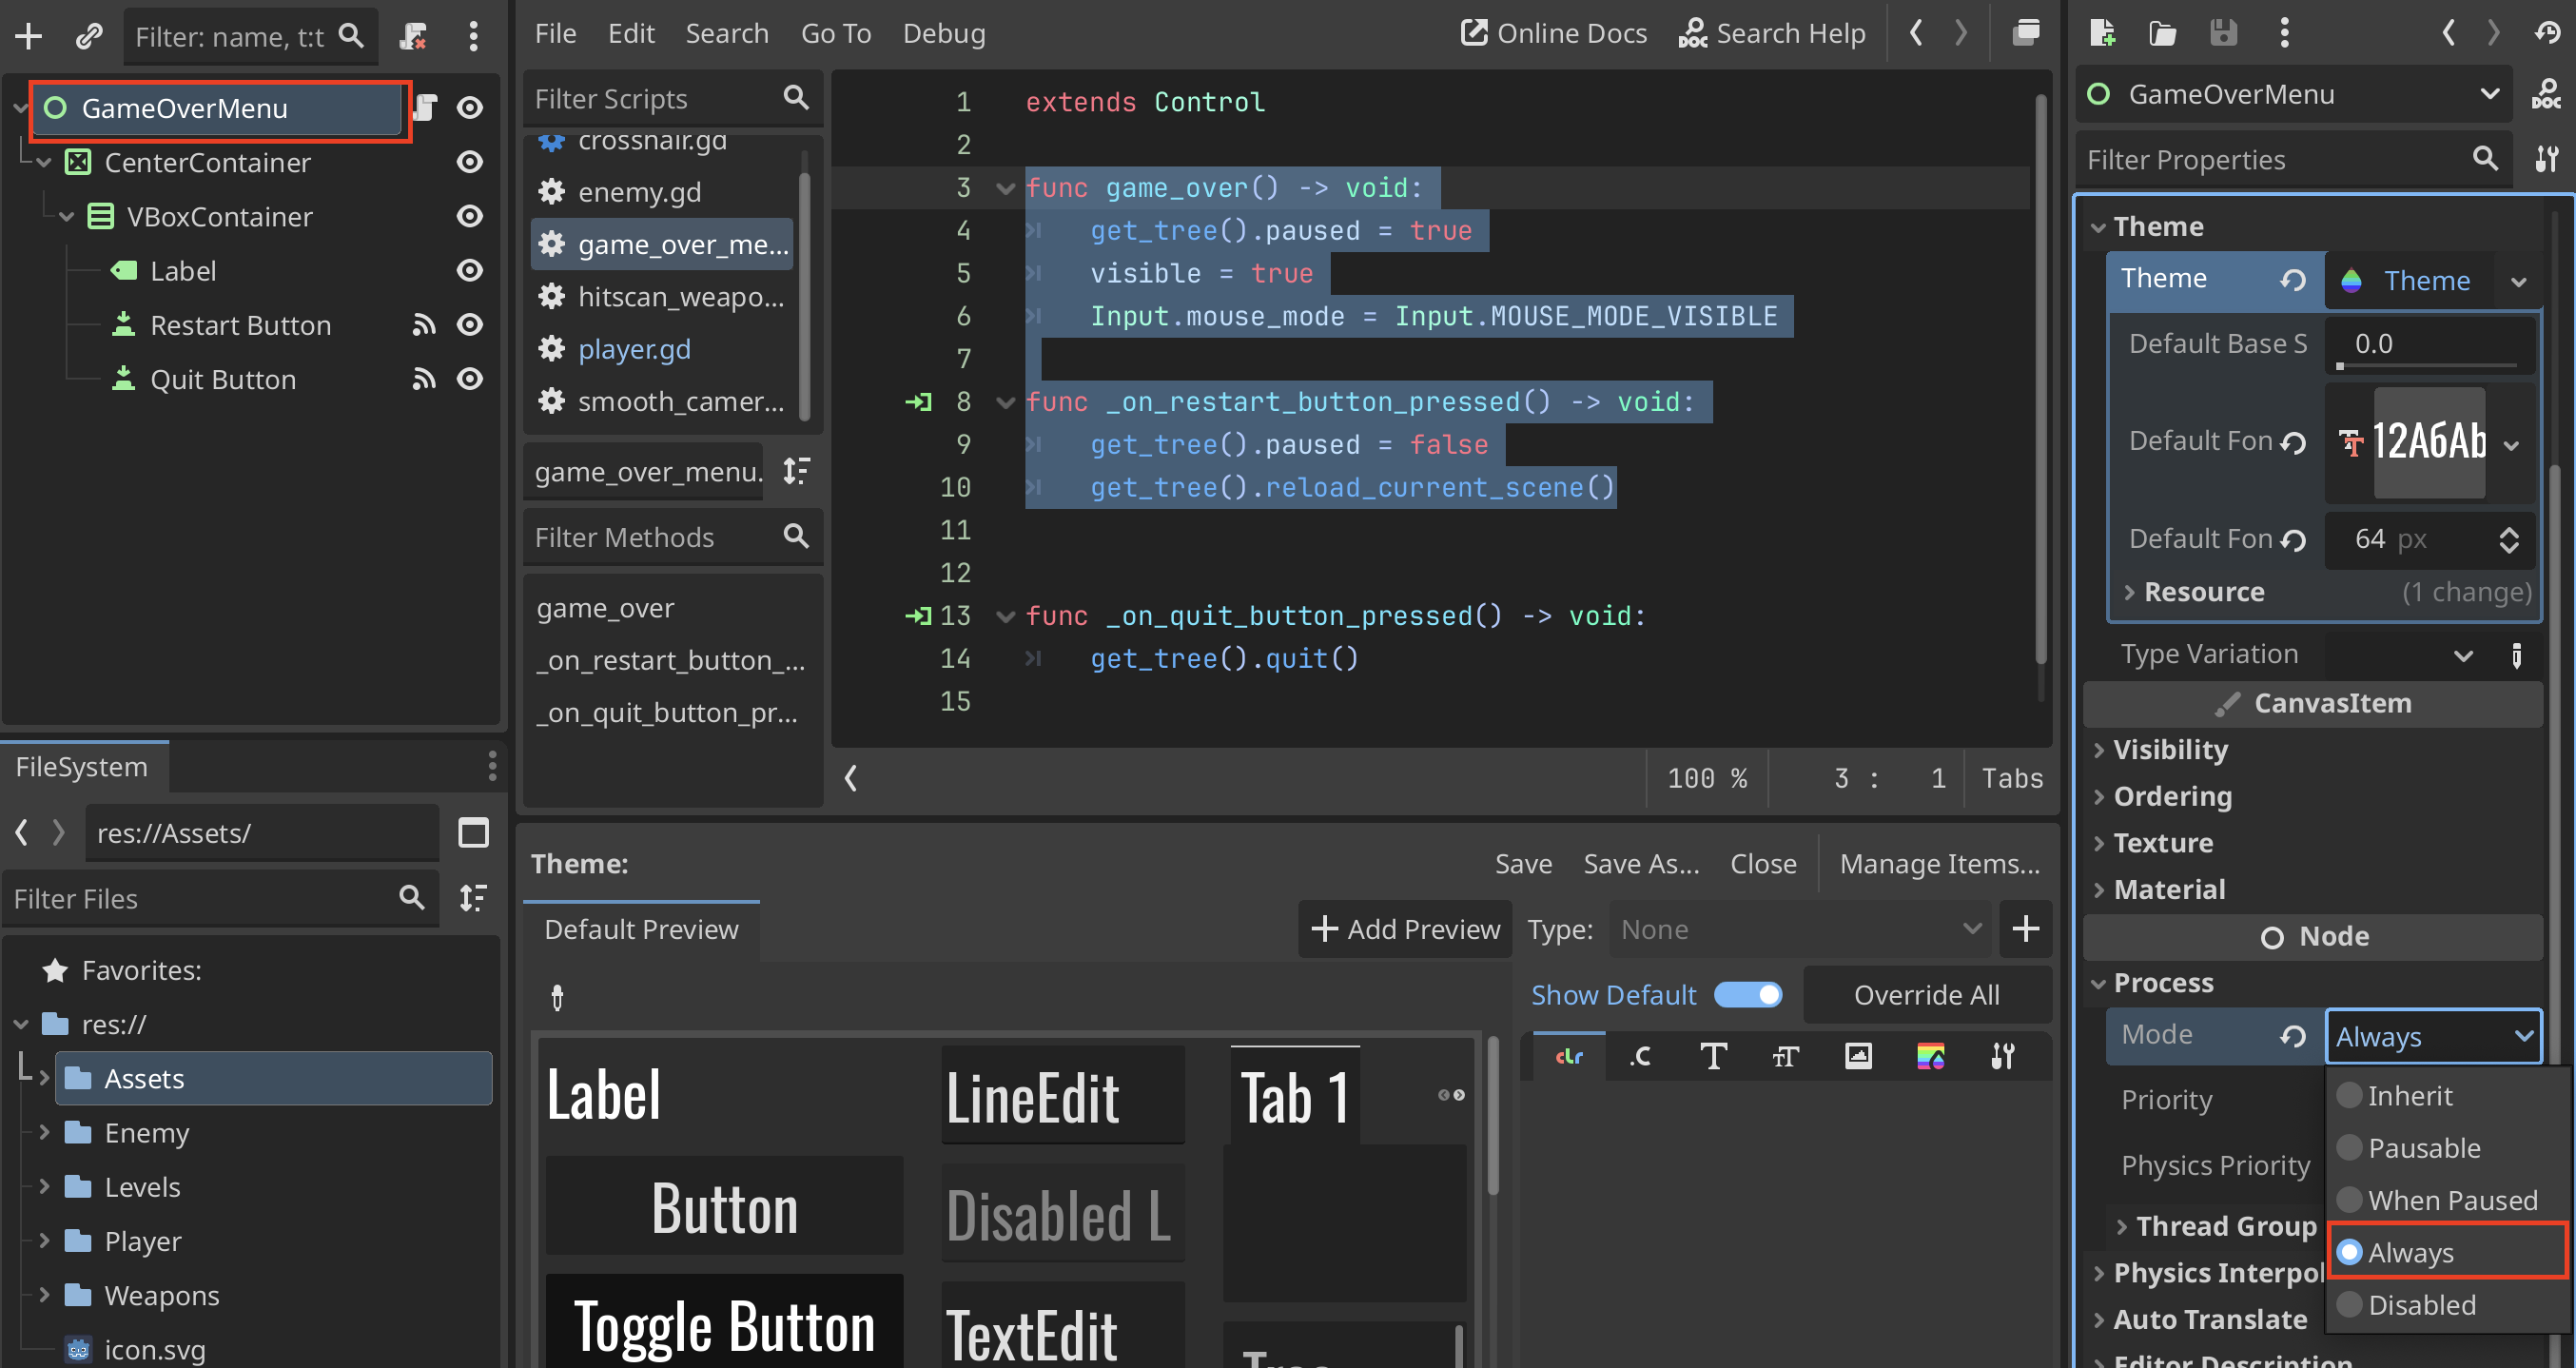 Filter: name, t:t
GameOverMenu
CenterContainer
VBoxContainer
Label
Restart Button
Quit Button
FileSystem
res://Assets/
Filter Files
Favorites:
res://
Assets
Enemy
Levels
Player
Weapons
icon.svg
File Edit Search Go To Debug
Online Docs
DOC Search Help
Filter Scripts
crosshair.gd
enemy.gd
game_over_me...
hitscan_weapo...
player.gd
smooth_camer...
game_over_menu.
Filter Methods
game_over
_on_restart_button_...
_on_quit_button_pr...
1 extends Control
2
3 func game_over() -> void:
4 get_tree().paused = true
5 visible = true
6 Input.mouse_mode = Input.MOUSE_MODE_VISIBLE
7
8 func _on_restart_button_pressed() -> void:
9 get_tree().paused = false
10 get_tree().reload_current_scene()
11
12
13 func _on_quit_button_pressed() -> void:
14 get_tree().quit()
15
100 % 3 : 1 Tabs
Theme: Save Save As... Close Manage Items...
Default Preview
Add Preview
Type: None
Show Default
Override All
clr .C T TT
Label
Button
Toggle Button
LineEdit
Disabled L
TextEdit
Tab 1
GameOverMenu
DOC
Filter Properties
Theme
Theme Theme
Default Base S 0.0
Default Fon 12AбAb
Default Fon 64 px
Resource (1 change)
Type Variation
CanvasItem
Visibility
Ordering
Texture
Material
Node
Process
Mode Always
Priority
Physics Priority
Thread Group
Physics Interpol
Auto Translate
Editor Description
Inherit
Pausable
When Paused
Always
Disabled